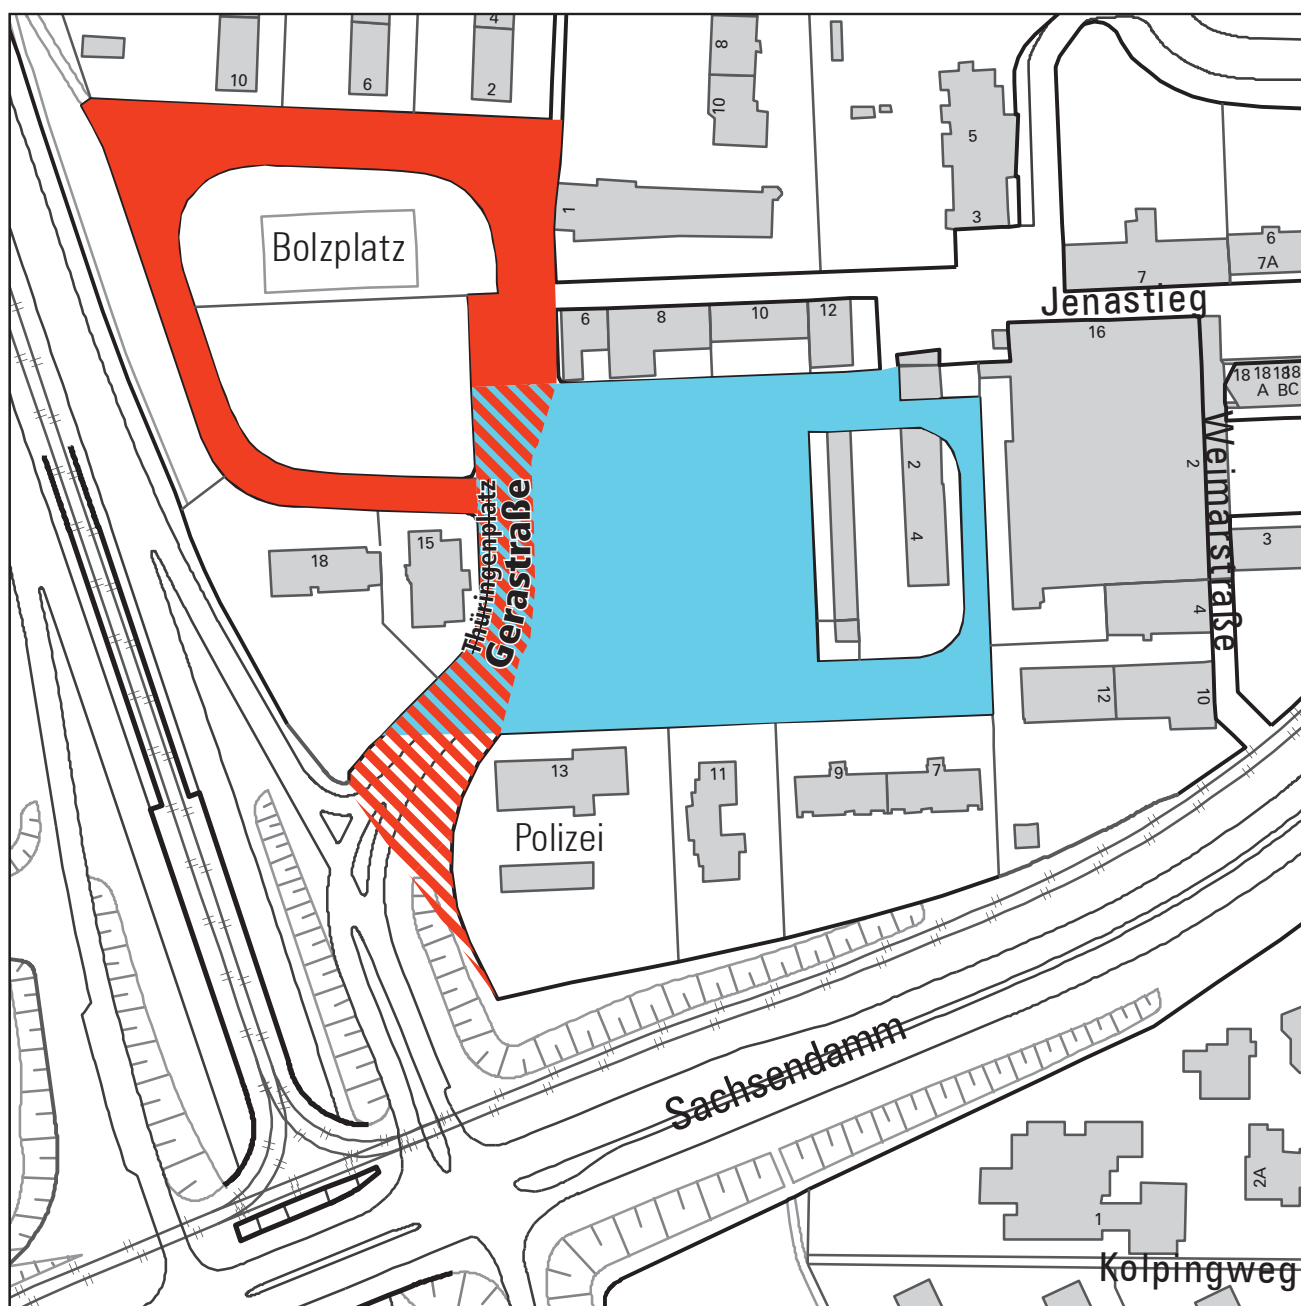 4
10
6
2
8
10
5
3
1
Bolzplatz
6
7A
7
Jenastieg
6
8
10
12
16
18 18 18 18
A B C
Weimarstraße
2
2
4
3
Thüringenplatz
Gerastraße
18
15
4
12
10
13
11
9
7
Polizei
Sachsendamm
2A
1
Kolpingweg